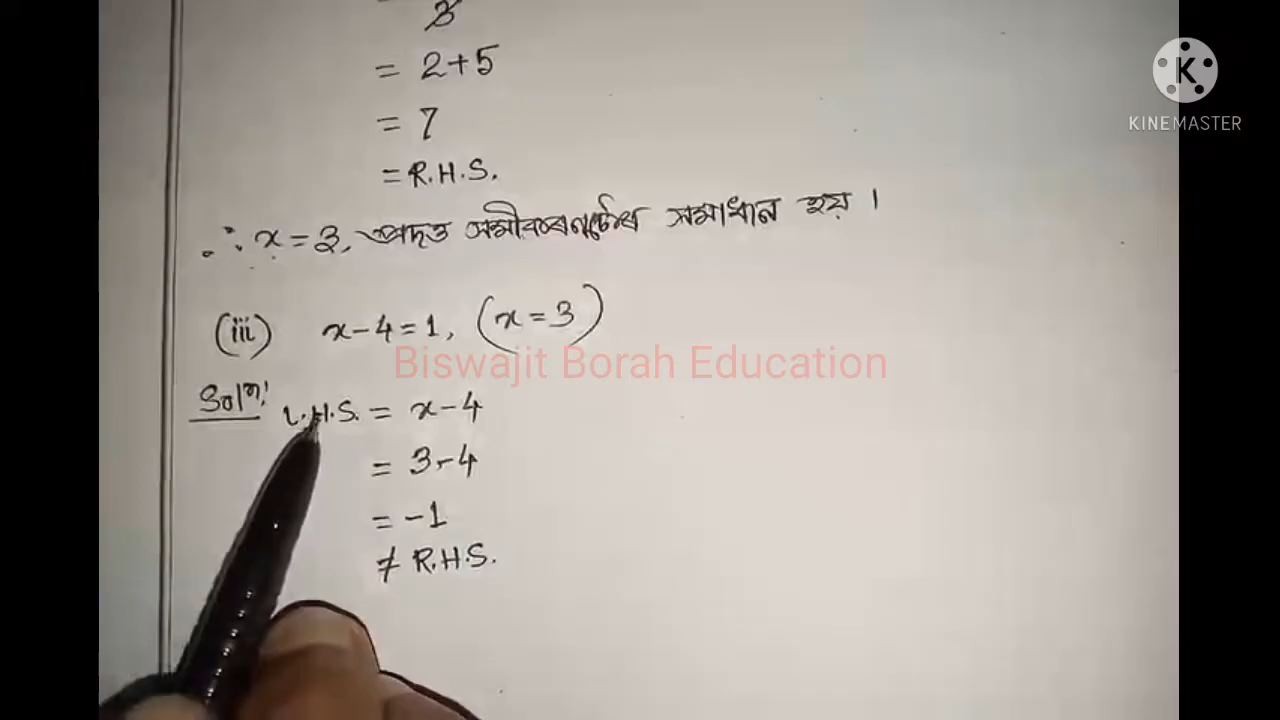 3
= 2+5
= 7
= R.H.S.
∴ x = 3, প্ৰদত্ত সমীকৰণটোৰ সমাধান হয় ।
(iii) x-4=1, (x=3)
Solⁿ: L.H.S. = x-4
= 3-4
= -1
≠ R.H.S.
KINEMASTER
Biswajit Borah Education